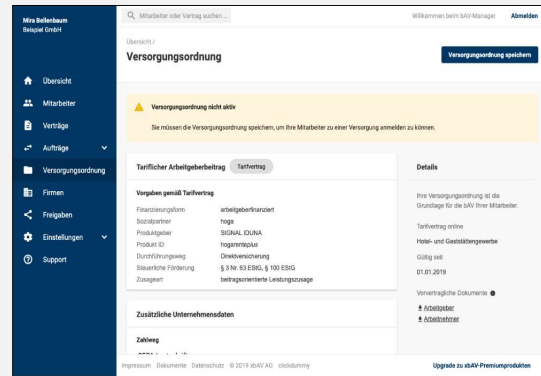 Mira Bellenbaum
Beispiel GmbH
Übersicht
Mitarbeiter
Verträge
Aufträge
Versorgungsordnung
Firmen
Freigaben
Einstellungen
Support
Mitarbeiter oder Vertrag suchen ...
Willkommen beim bAV-Manager Abmelden
Übersicht /
Versorgungsordnung
Versorgungsordnung speichern
Versorgungsordnung nicht aktiv
Sie müssen die Versorgungsordnung speichern, um Ihre Mitarbeiter zu einer Versorgung anmelden zu können.
Tariflicher Arbeitgeberbeitrag Tarifvertrag
Vorgaben gemäß Tarifvertrag
Finanzierungsform arbeitgeberfinanziert
Sozialpartner hoga
Produktgeber SIGNAL IDUNA
Produkt ID hogarenteplus
Durchführungsweg Direktversicherung
Steuerliche Förderung § 3 Nr. 63 EStG, § 100 EStG
Zusageart beitragsorientierte Leistungszusage
Zusätzliche Unternehmensdaten
Zahlweg
Details
Ihre Versorgungsordnung ist die
Grundlage für die bAV Ihrer Mitarbeiter.
Tarifvertrag online
Hotel- und Gaststättengewerbe
Gültig seit
01.01.2019
Vorvertragliche Dokumente
Arbeitgeber
Arbeitnehmer
Impressum Dokumente Datenschutz © 2019 xbAV AG clickdummy
Upgrade zu xbAV-Premiumprodukten